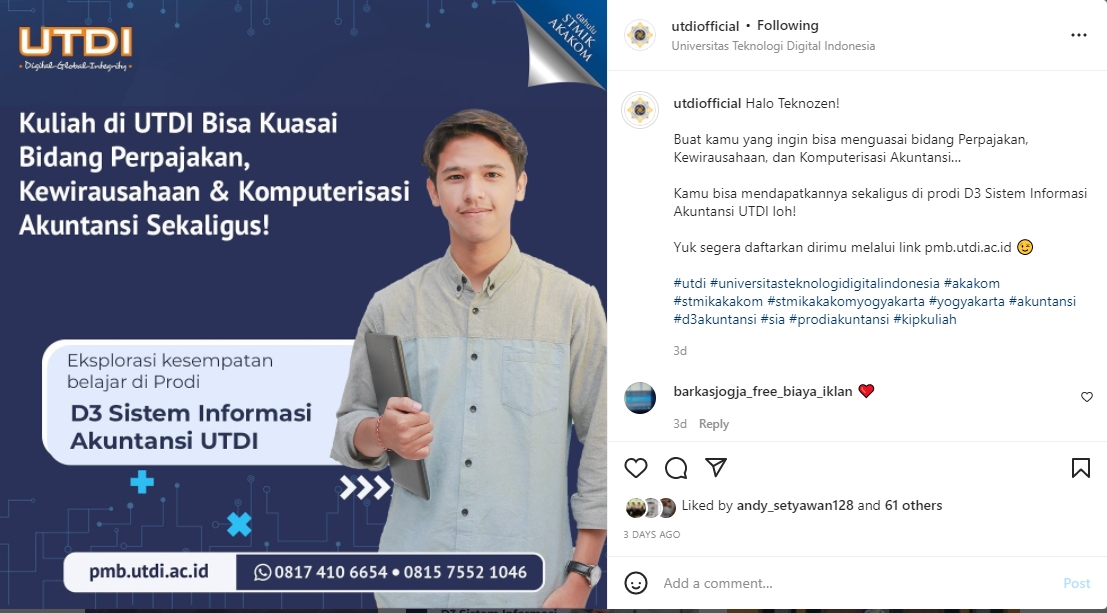 UTDI
• Digital-Global-Integrity •
dahulu
STMIK
AKAKOM
Kuliah di UTDI Bisa Kuasai
Bidang Perpajakan,
Kewirausahaan & Komputerisasi
Akuntansi Sekaligus!
Eksplorasi kesempatan
belajar di Prodi
D3 Sistem Informasi
Akuntansi UTDI
pmb.utdi.ac.id
0817 410 6654 • 0815 7552 1046
D3 Sistem Informasi
utdiofficial • Following
Universitas Teknologi Digital Indonesia
utdiofficial Halo Teknozen!
Buat kamu yang ingin bisa menguasai bidang Perpajakan,
Kewirausahaan, dan Komputerisasi Akuntansi...
Kamu bisa mendapatkannya sekaligus di prodi D3 Sistem Informasi
Akuntansi UTDI loh!
Yuk segera daftarkan dirimu melalui link pmb.utdi.ac.id 😉
#utdi #universitasteknologidigitalindonesia #akakom
#stmikakakom #stmikakakomyogyakarta #yogyakarta #akuntansi
#d3akuntansi #sia #prodiakuntansi #kipkuliah
3d
barkasjogja_free_biaya_iklan ❤️
3d Reply
Liked by andy_setyawan128 and 61 others
3 DAYS AGO
Add a comment...
Post